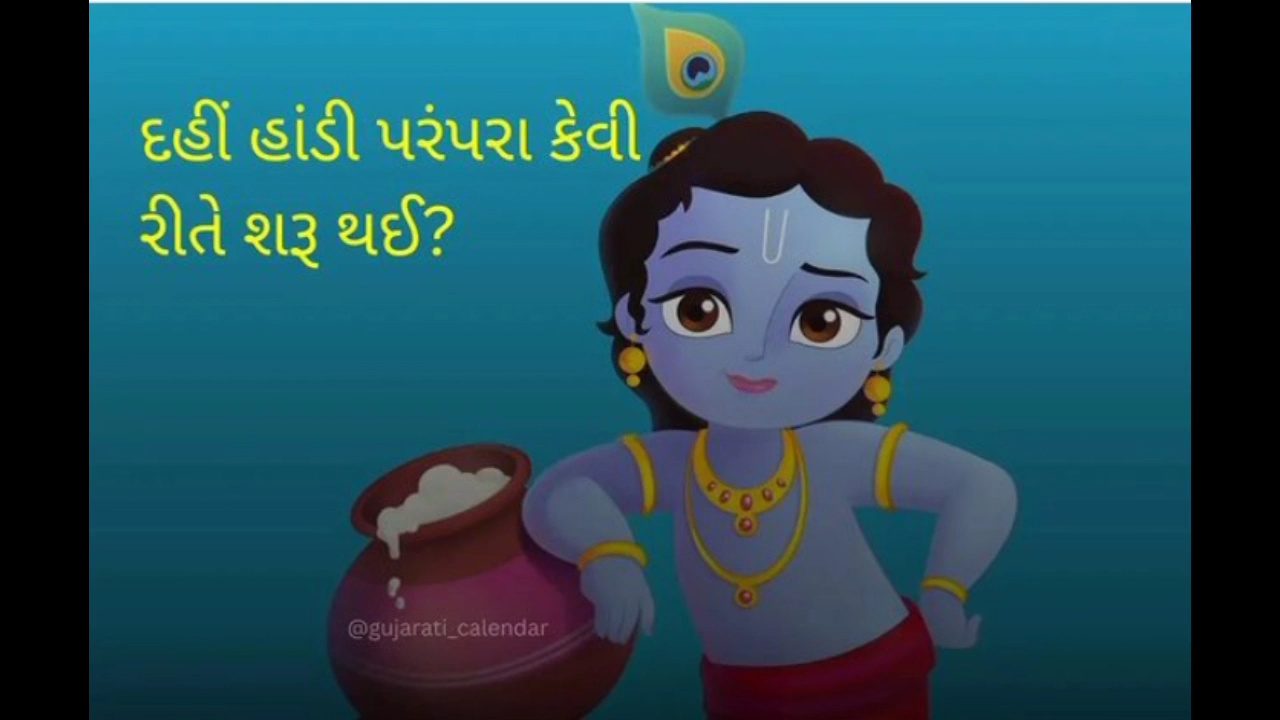 દહીં હાંડી પરંપરા કેવી
રીતે શરૂ થઈ?
@gujarati_calendar